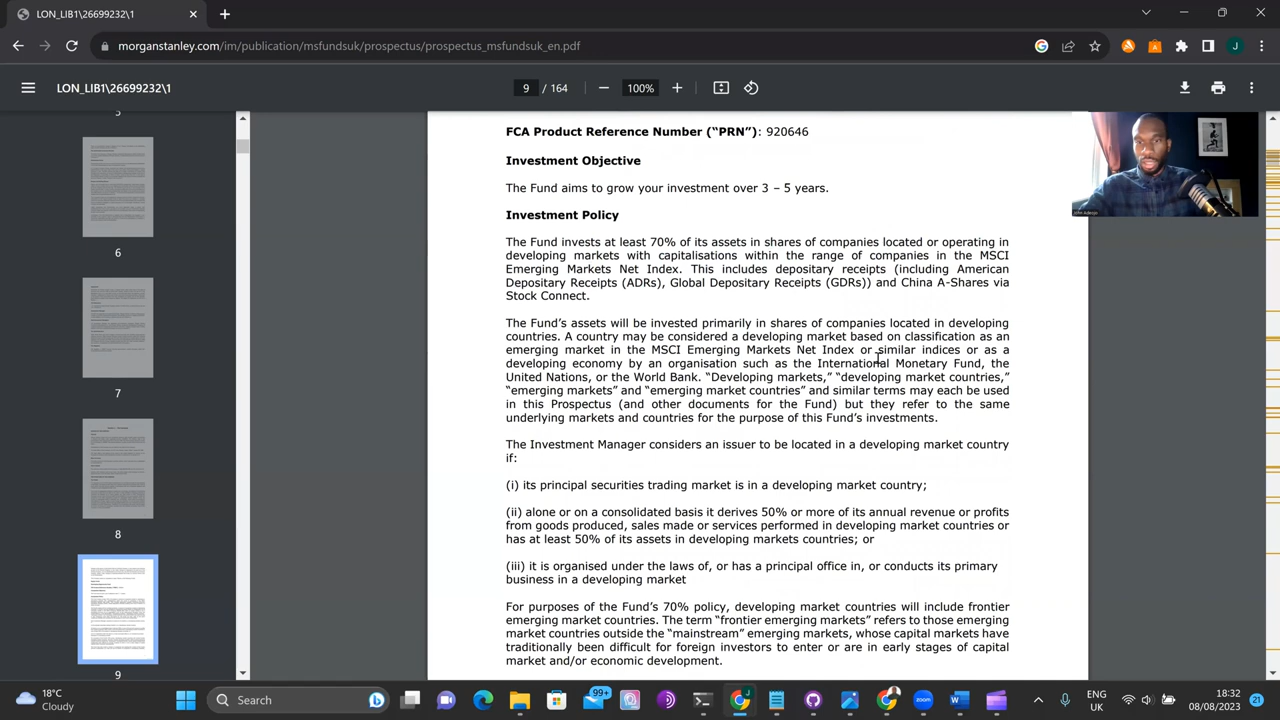 LON_LIB1\26699232\1
morganstanley.com/im/publication/msfundsuk/prospectus
us_msfundsuk_en.pdf
LON_LIB1\26699232\1
9 / 164
100%
5
6
7
8
9
FCA Product Reference Number (“PRN”): 920646
Investment Objective
The Fund aims to grow your investment over 3 – 5 years.
Investment Policy
The Fund invests at least 70% of its assets in shares of companies located or operating in
developing markets with capitalisations within the range of companies in the MSCI
Emerging Markets Net Index. This includes depositary receipts (including American
Depositary Receipts (ADRs), Global Depositary Receipts (GDRs)) and China A-Shares via
Stock Connect.
The Fund’s assets will be invested primarily in shares of companies located in developing
countries. A country may be considered a developing market based on classification as an
emerging market in the MSCI Emerging Markets Net Index or similar indices or as a
developing economy by an organisation such as the International Monetary Fund, the
United Nations, or the World Bank. “Developing markets,” “developing market countries,”
“emerging markets” and “emerging market countries” and similar terms may each be used
in this Prospectus (and other documents for the Fund) but they refer to the same
underlying markets and countries for the purpose of this Fund’s investments.
The Investment Manager considers an issuer to be located in a developing market country
if:
(i) its principal securities trading market is in a developing market country;
(ii) alone or on a consolidated basis it derives 50% or more of its annual revenue or profits
from goods produced, sales made or services performed in developing market countries or
has at least 50% of its assets in developing markets countries; or
(iii) it is organised under the laws of, or has a principal office in, or conducts its primary
business in a developing market
For purposes of the Fund’s 70% policy, developing market countries will include frontier
emerging market countries. The term “frontier emerging markets” refers to those emerging
market countries outside the “mainstream” emerging markets, whose capital markets have
traditionally been difficult for foreign investors to enter or are in early stages of capital
market and/or economic development.
18°C
Cloudy
Search
99+
ENG
UK
18:32
08/08/2023
21